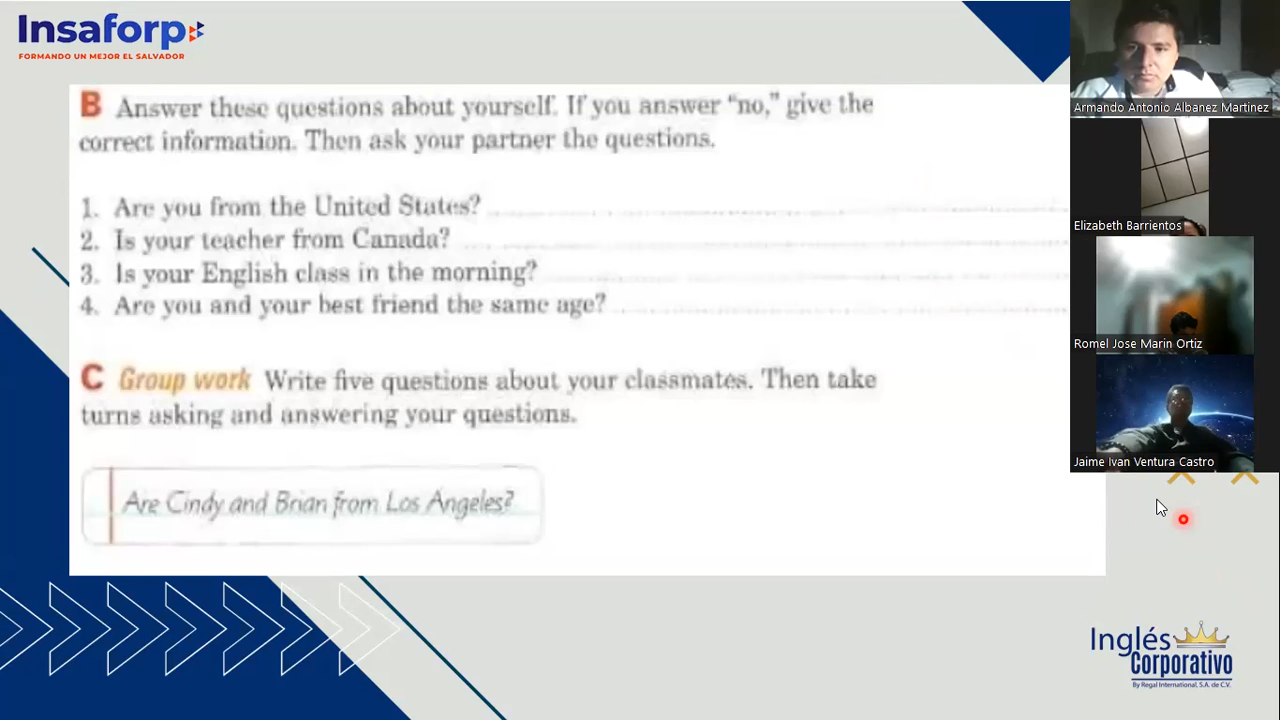 Insaforp
FORMANDO UN MEJOR EL SALVADOR
B Answer these questions about yourself. If you answer “no,” give the
correct information. Then ask your partner the questions.
1. Are you from the United States?
2. Is your teacher from Canada?
3. Is your English class in the morning?
4. Are you and your best friend the same age?
C Group work Write five questions about your classmates. Then take
turns asking and answering your questions.
Are Cindy and Brian from Los Angeles?
Armando Antonio Albanez Martinez
Elizabeth Barrientos
Romel Jose Marin Ortiz
Jaime Ivan Ventura Castro
Inglés
Corporativo
By Regal International, S.A. de C.V.